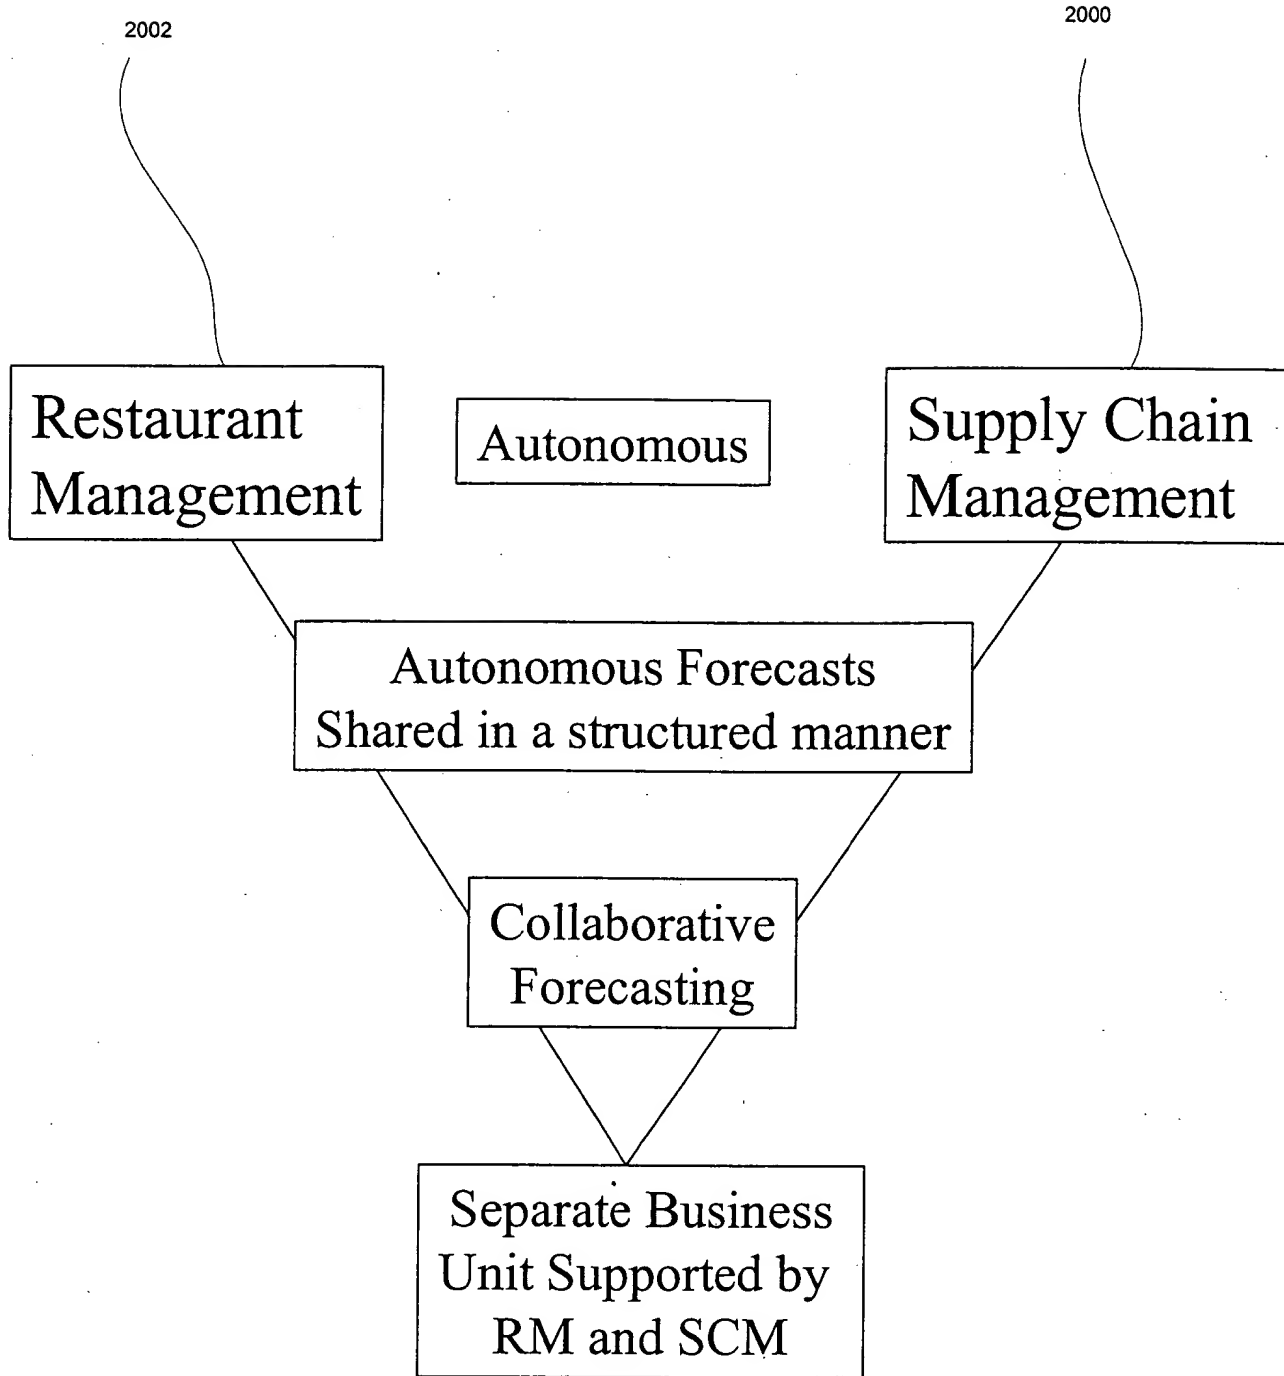 2002
2000
Restaurant
Management
Autonomous
Supply Chain
Management
Autonomous Forecasts
Shared in a structured manner
Collaborative
Forecasting
Separate Business
Unit Supported by
RM and SCM